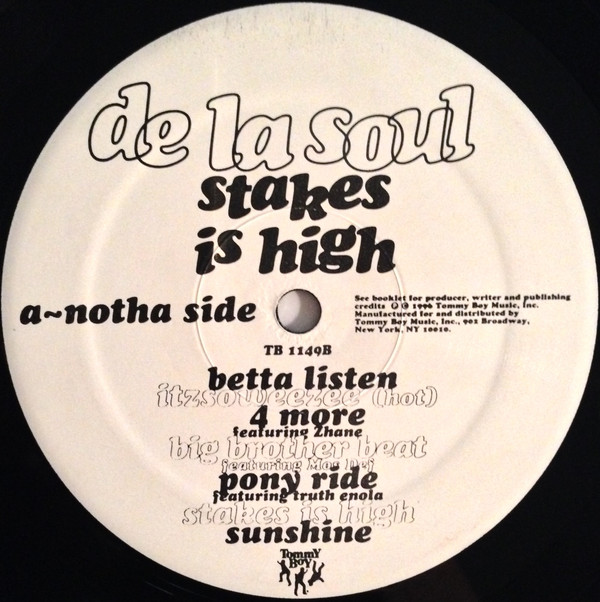 de la soul
stakes
is high
a~notha side
See booklet for producer, writer and publishing
credits ℗ © 1996 Tommy Boy Music, Inc.
Manufactured for and distributed by
Tommy Boy Music, Inc., 902 Broadway,
New York, NY 10010.
TB 1149B
betta listen
itzsoweezee (hot)
4 more
featuring Zhane
big brother beat
featuring Mos Def
pony ride
featuring truth enola
stakes is high
sunshine
Tommy
Boy